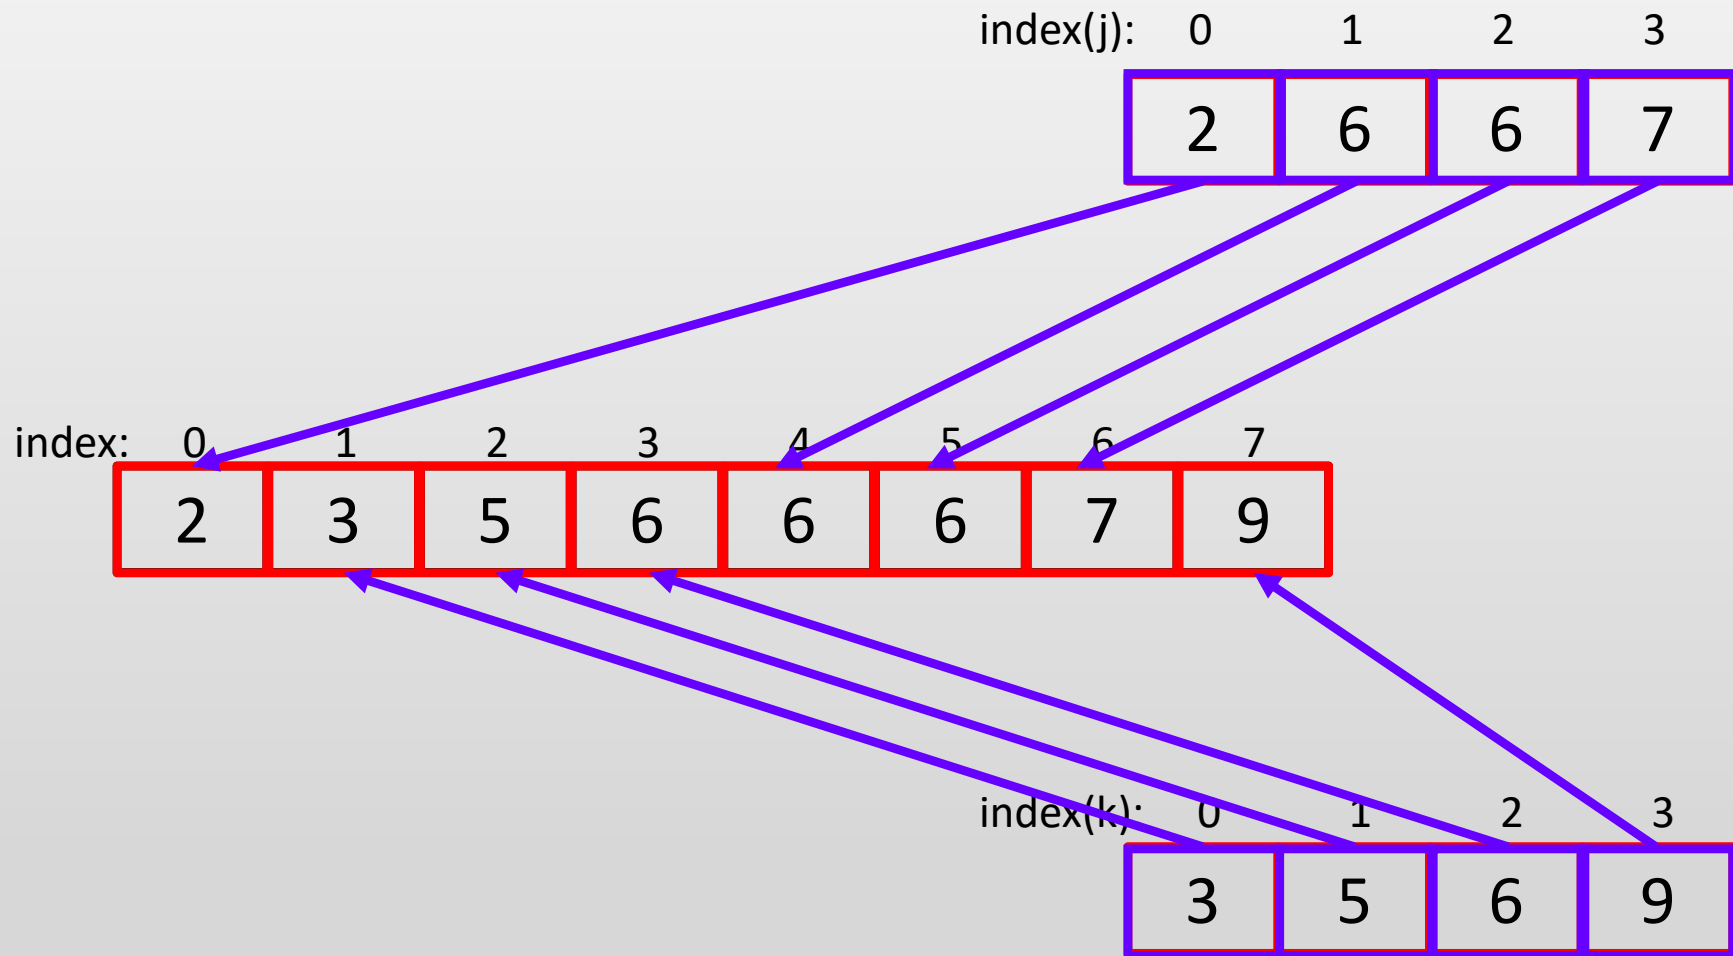 index(j): 0 1 2 3
2 6 6 7
index: 0 1 2 3 4 5 6 7
2 3 5 6 6 6 7 9
index(k): 0 1 2 3
3 5 6 9